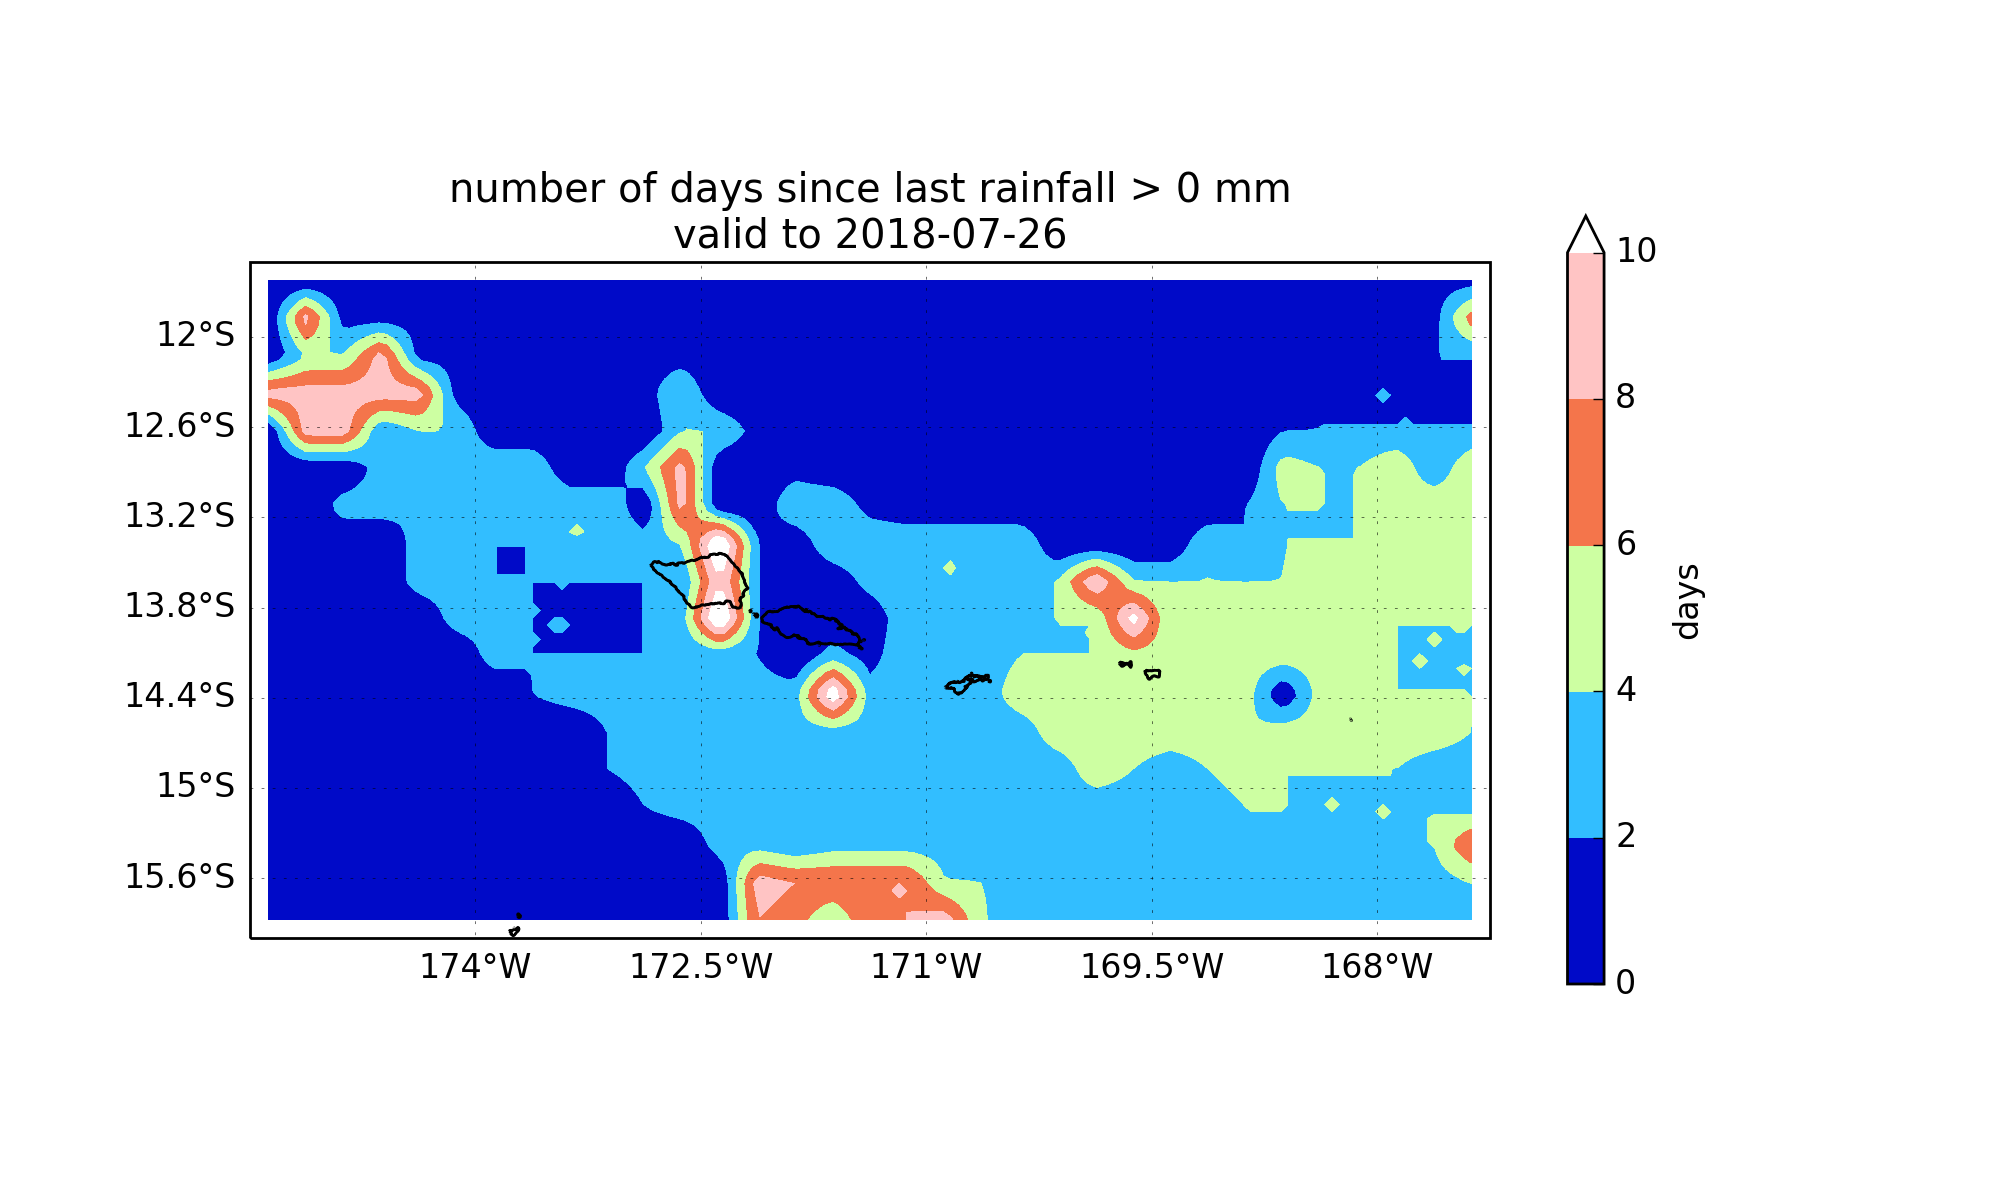 number of days since last rainfall > 0 mm
valid to 2018-07-26
12°S
12.6°S
13.2°S
13.8°S
14.4°S
15°S
15.6°S
174°W
172.5°W
171°W
169.5°W
168°W
10
8
6
4
2
0
days